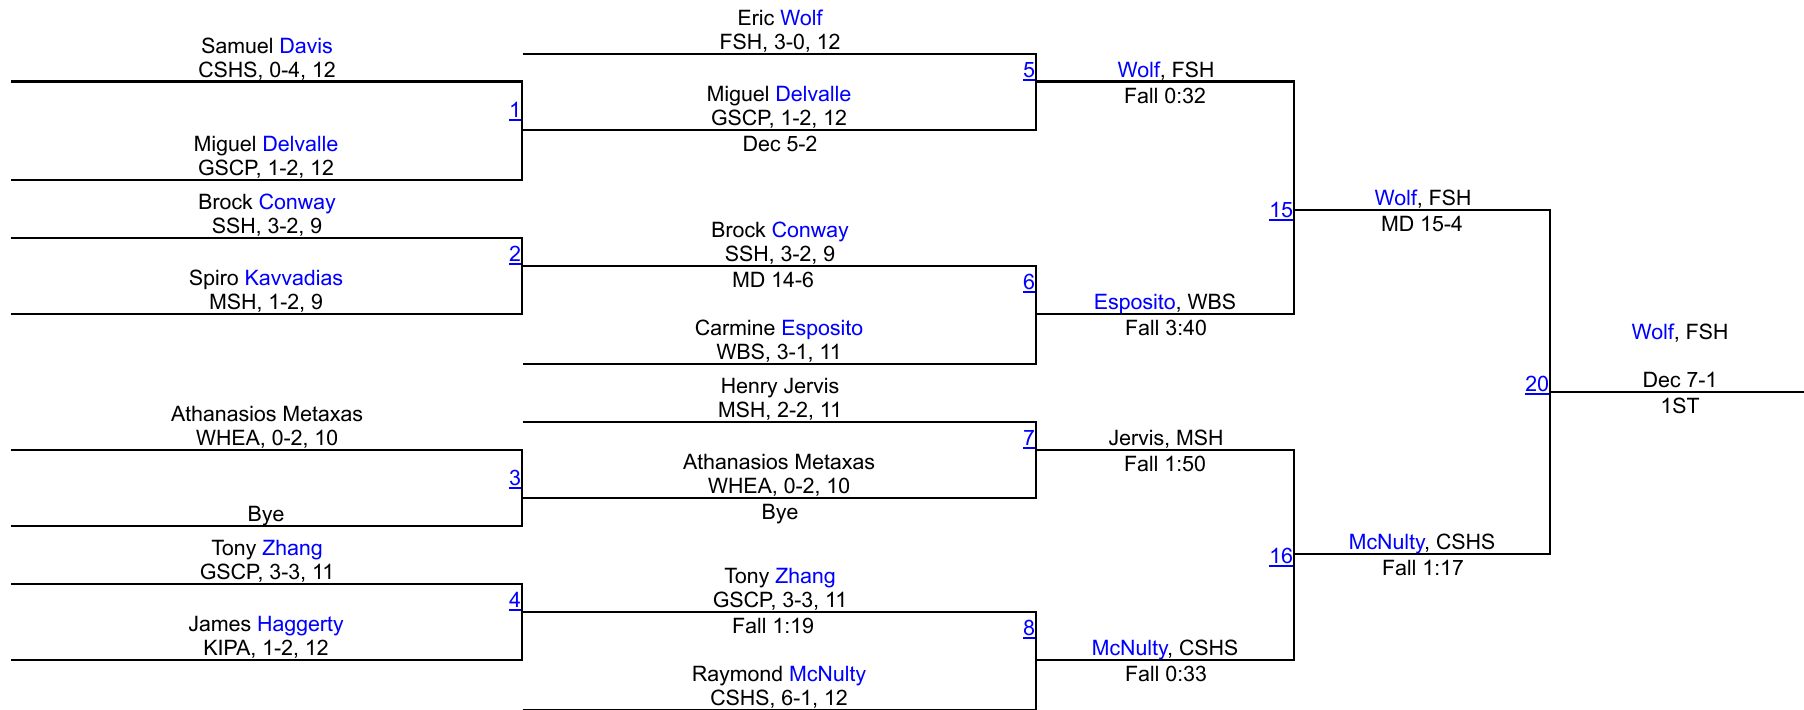 Samuel Davis
CSHS, 0-4, 12
1
Miguel Delvalle
GSCP, 1-2, 12
Brock Conway
SSH, 3-2, 9
2
Spiro Kavvadias
MSH, 1-2, 9
Athanasios Metaxas
WHEA, 0-2, 10
3
Bye
Tony Zhang
GSCP, 3-3, 11
4
James Haggerty
KIPA, 1-2, 12
Eric Wolf
FSH, 3-0, 12
5
Miguel Delvalle
GSCP, 1-2, 12
Dec 5-2
Brock Conway
SSH, 3-2, 9
MD 14-6
6
Carmine Esposito
WBS, 3-1, 11
Henry Jervis
MSH, 2-2, 11
7
Athanasios Metaxas
WHEA, 0-2, 10
Bye
Tony Zhang
GSCP, 3-3, 11
Fall 1:19
8
Raymond McNulty
CSHS, 6-1, 12
Wolf, FSH
Fall 0:32
15
Esposito, WBS
Fall 3:40
Jervis, MSH
Fall 1:50
16
McNulty, CSHS
Fall 0:33
Wolf, FSH
MD 15-4
20
McNulty, CSHS
Fall 1:17
Wolf, FSH
Dec 7-1
1ST